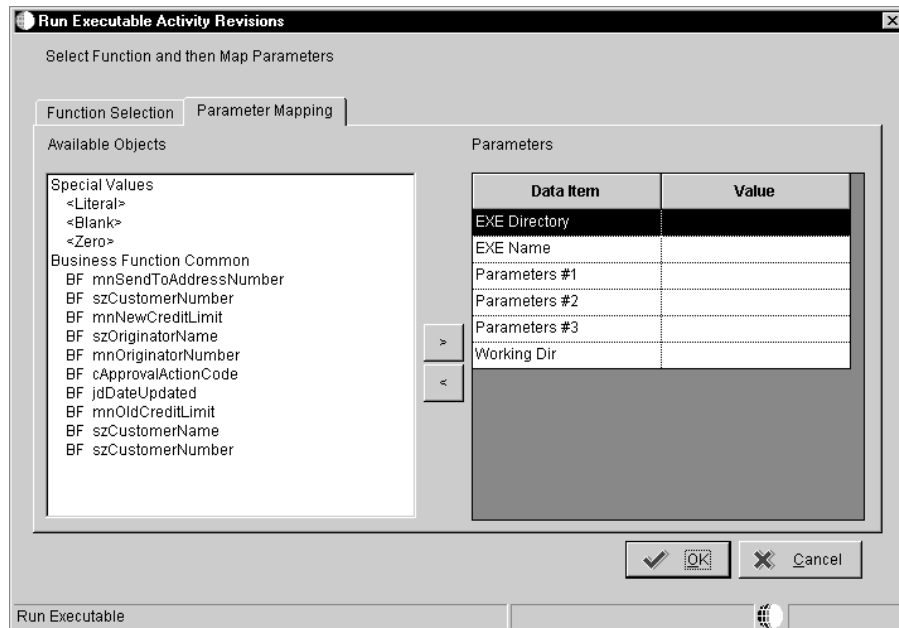 Run Executable Activity Revisions
Select Function and then Map Parameters
Function Selection
Parameter Mapping
Available Objects
Special Values
<Literal>
<Blank>
<Zero>
Business Function Common
BF mnSendToAddressNumber
BF szCustomerNumber
BF mnNewCreditLimit
BF szOriginatorName
BF mnOriginatorNumber
BF cApprovalActionCode
BF jdDateUpdated
BF mnOldCreditLimit
BF szCustomerName
BF szCustomerNumber
>
<
Parameters
Data Item Value
EXE Directory
EXE Name
Parameters #1
Parameters #2
Parameters #3
Working Dir
OK
Cancel
Run Executable